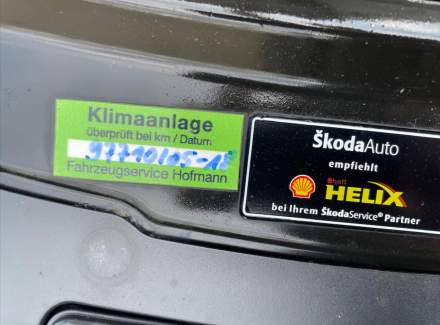 Klimaanlage
überprüft bei km / Datum
Fahrzeugservice Hofmann
ŠkodaAuto
empfiehlt
Shell
HELIX
bei Ihrem ŠkodaService® Partner